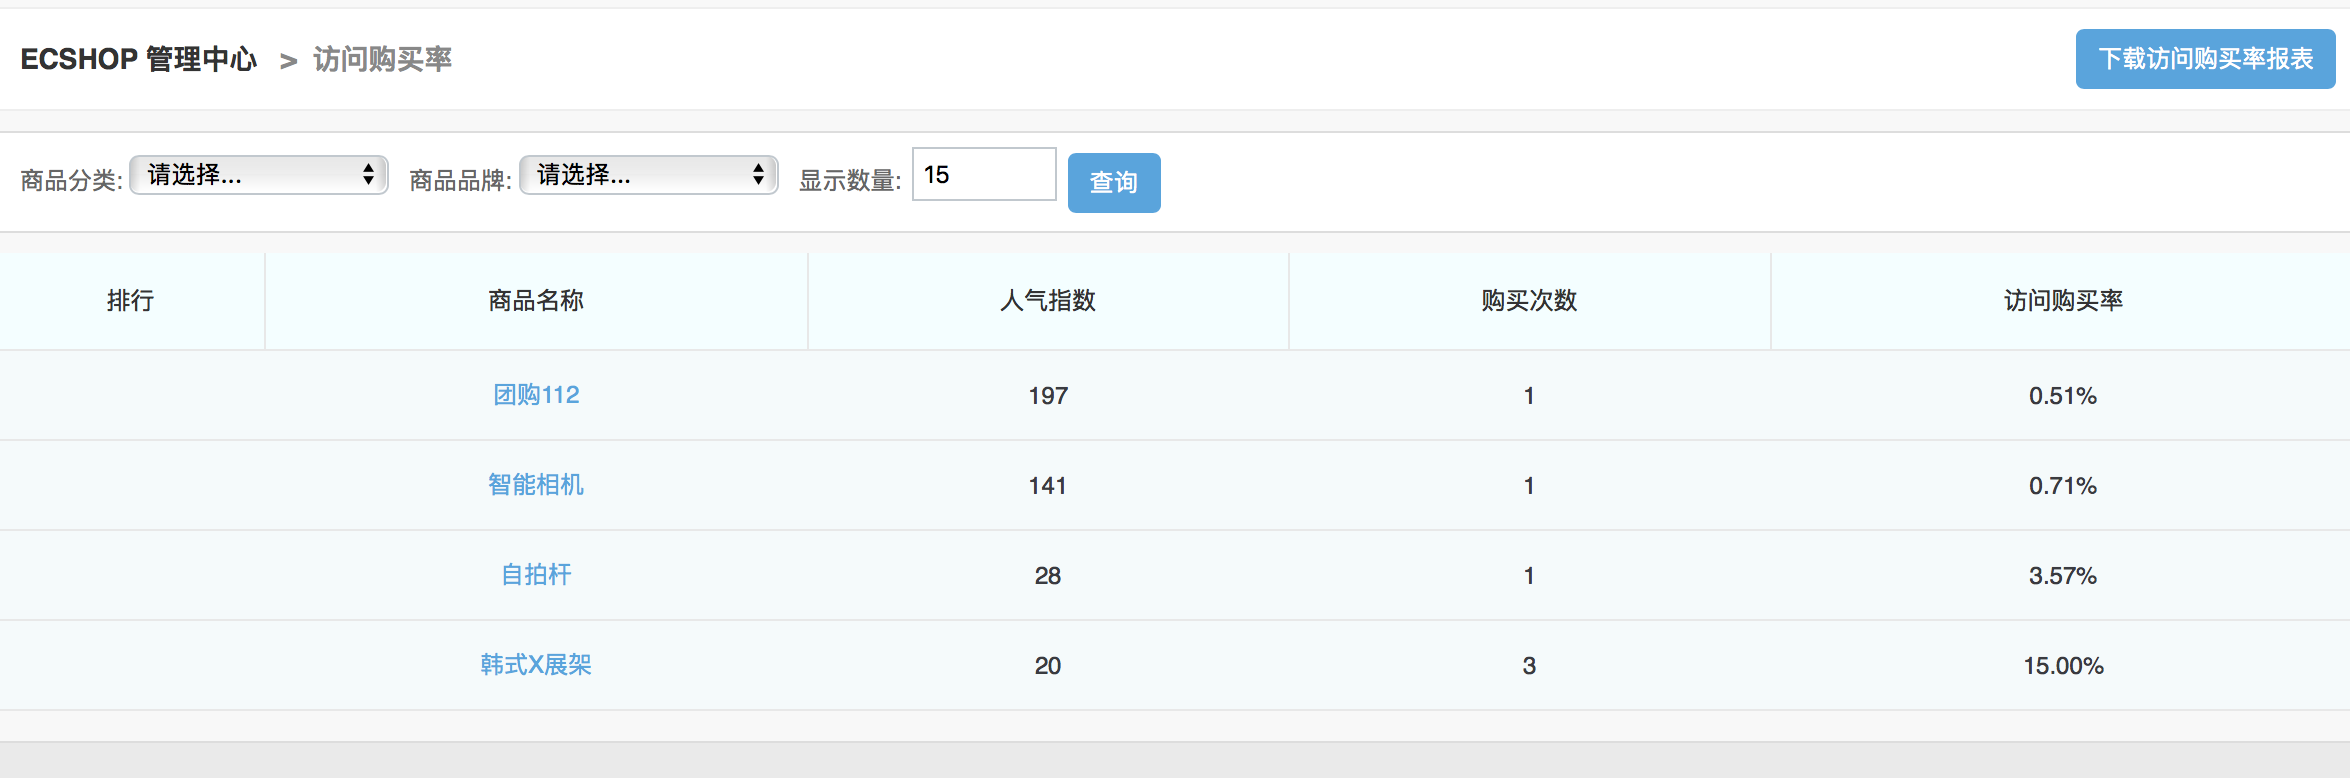 ECSHOP 管理中心 > 访问购买率
下载访问购买率报表
商品分类: 请选择... 商品品牌: 请选择... 显示数量: 15 查询
排行 商品名称 人气指数 购买次数 访问购买率
团购112 197 1 0.51%
智能相机 141 1 0.71%
自拍杆 28 1 3.57%
韩式X展架 20 3 15.00%